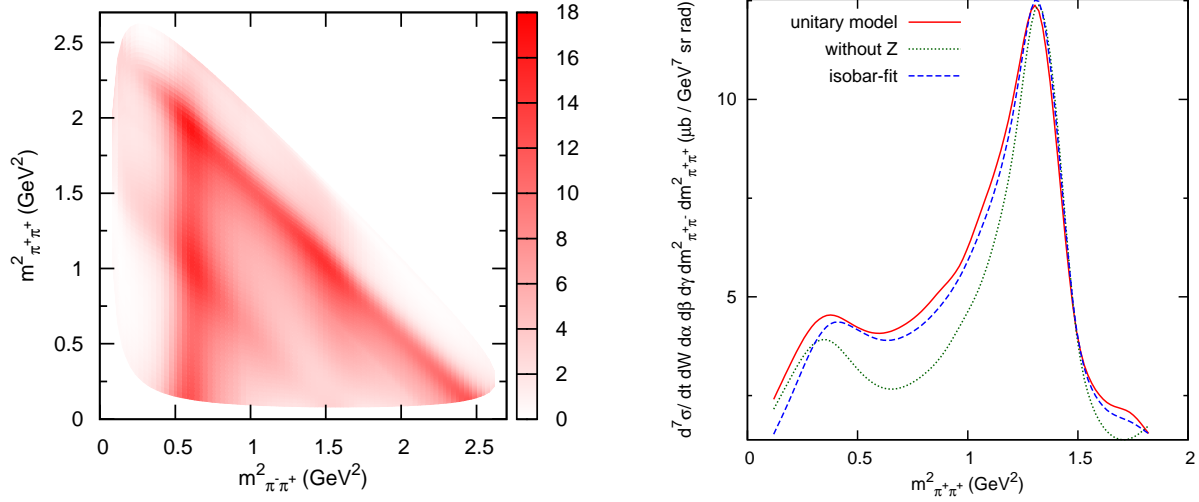 m²π⁺π⁺ (GeV²)
2.5
2
1.5
1
0.5
0
0 0.5 1 1.5 2 2.5
m²π⁻π⁺ (GeV²)
18
16
14
12
10
8
6
4
2
0
d⁷σ/ dt dW dα dβ dγ dm²π⁺π⁻ dm²π⁺π⁺ (μb / GeV⁷ sr rad)
unitary model
without Z
isobar-fit
10
5
0 0.5 1 1.5 2
m²π⁺π⁺ (GeV²)